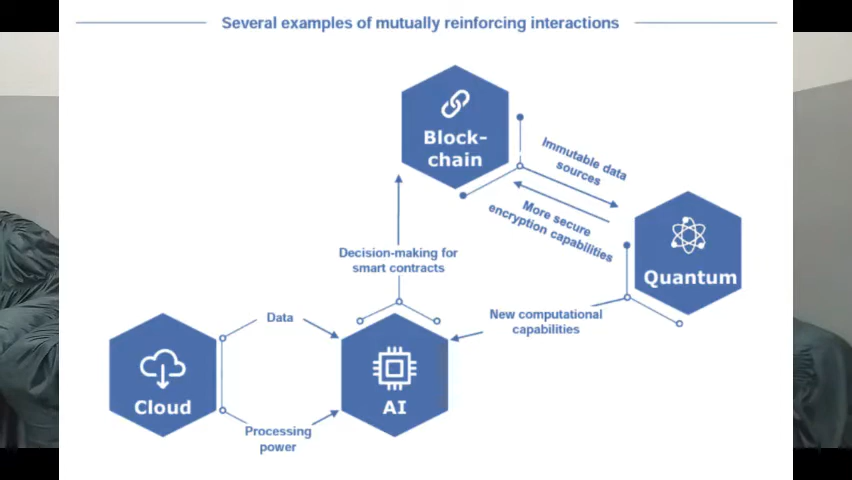 Several examples of mutually reinforcing interactions
Block-
chain
Immutable data
sources
More secure
encryption capabilities
Quantum
Decision-making for
smart contracts
New computational
capabilities
Data
Cloud
AI
Processing
power